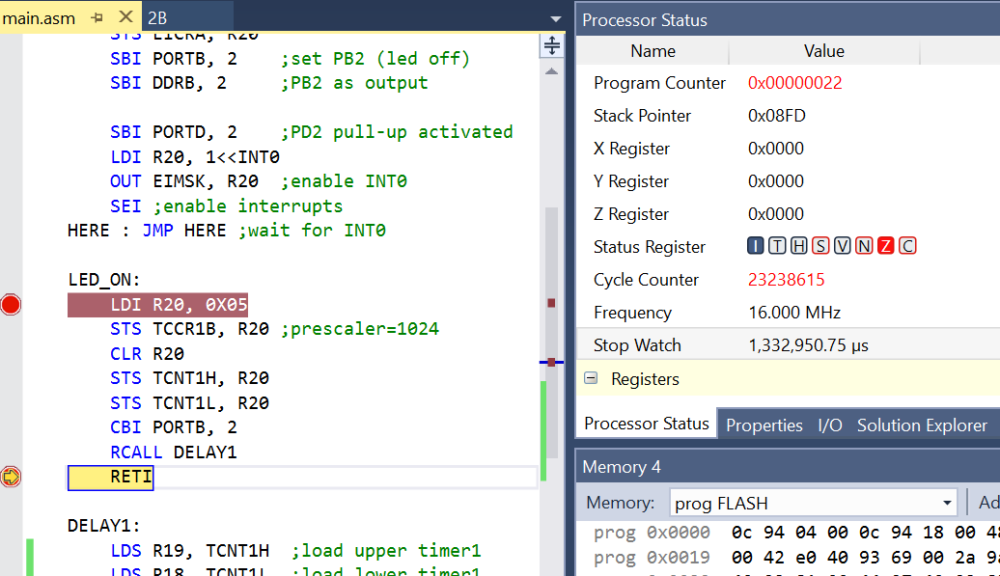 main.asm
2B
STS EICRA, R20
SBI PORTB, 2 ;set PB2 (led off)
SBI DDRB, 2 ;PB2 as output
SBI PORTD, 2 ;PD2 pull-up activated
LDI R20, 1<<INT0
OUT EIMSK, R20 ;enable INT0
SEI ;enable interrupts
HERE : JMP HERE ;wait for INT0
LED_ON:
LDI R20, 0X05
STS TCCR1B, R20 ;prescaler=1024
CLR R20
STS TCNT1H, R20
STS TCNT1L, R20
CBI PORTB, 2
RCALL DELAY1
RETI
DELAY1:
LDS R19, TCNT1H ;load upper timer1
LDS R18, TCNT1L ;load lower timer1
Processor Status
Name Value
Program Counter 0x00000022
Stack Pointer 0x08FD
X Register 0x0000
Y Register 0x0000
Z Register 0x0000
Status Register I T H S V N Z C
Cycle Counter 23238615
Frequency 16.000 MHz
Stop Watch 1,332,950.75 µs
Registers
Processor Status Properties I/O Solution Explorer
Memory 4
Memory: prog FLASH Ad
prog 0x0000 0c 94 04 00 0c 94 18 00 48
prog 0x0019 00 42 e0 40 93 69 00 2a 9a